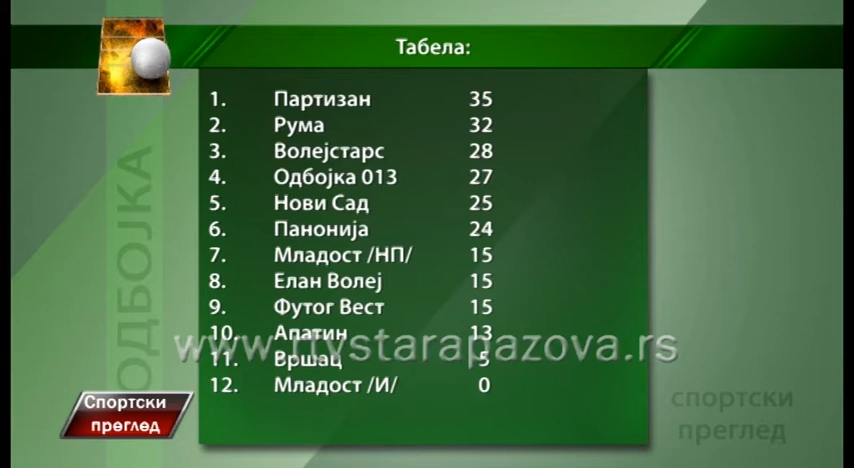 Табела:
1. Партизан 35
2. Рума 32
3. Волејстарс 28
4. Одбојка 013 27
5. Нови Сад 25
6. Панонија 24
7. Младост /НП/ 15
8. Елан Волеј 15
9. Футог Вест 15
10. Апатин 13
11. Вршац 5
12. Младост /И/ 0
www.rtvstarapazova.rs
ОДБОЈКА
Спортски
преглед
спортски
преглед